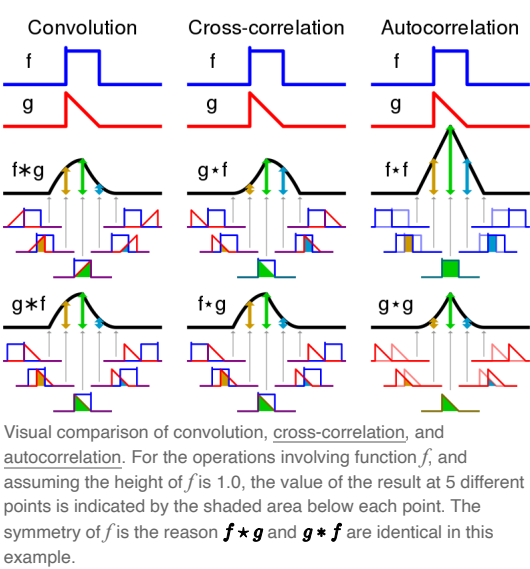 Convolution Cross-correlation Autocorrelation
f f f
g g g
f∗g g⋆f f⋆f
g∗f f⋆g g⋆g
Visual comparison of convolution, cross-correlation, and
autocorrelation. For the operations involving function f, and
assuming the height of f is 1.0, the value of the result at 5 different
points is indicated by the shaded area below each point. The
symmetry of f is the reason f ⋆ g and g ∗ f are identical in this
example.